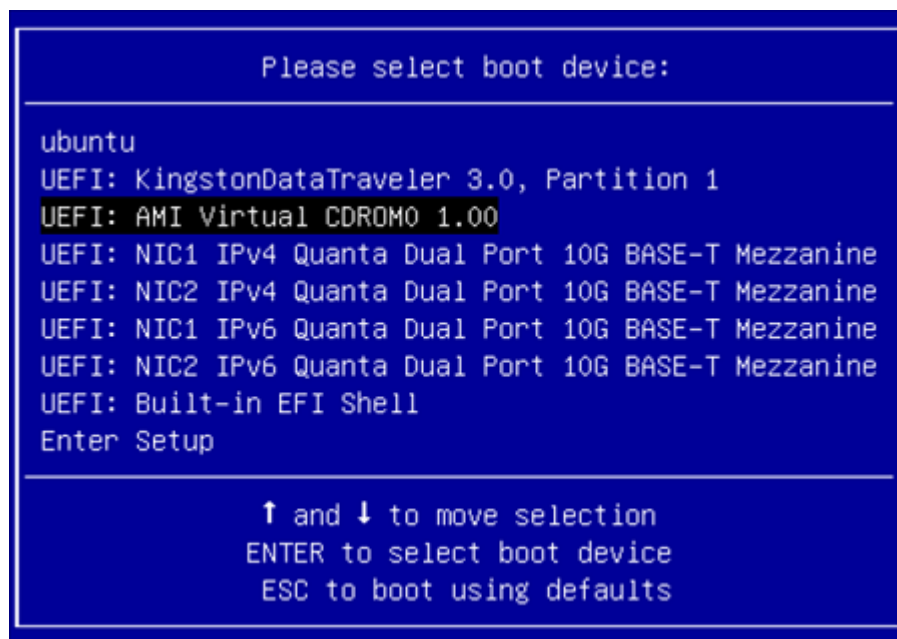 Please select boot device:
ubuntu
UEFI: KingstonDataTraveler 3.0, Partition 1
UEFI: AMI Virtual CDROM0 1.00
UEFI: NIC1 IPv4 Quanta Dual Port 10G BASE-T Mezzanine
UEFI: NIC2 IPv4 Quanta Dual Port 10G BASE-T Mezzanine
UEFI: NIC1 IPv6 Quanta Dual Port 10G BASE-T Mezzanine
UEFI: NIC2 IPv6 Quanta Dual Port 10G BASE-T Mezzanine
UEFI: Built-in EFI Shell
Enter Setup
↑ and ↓ to move selection
ENTER to select boot device
ESC to boot using defaults